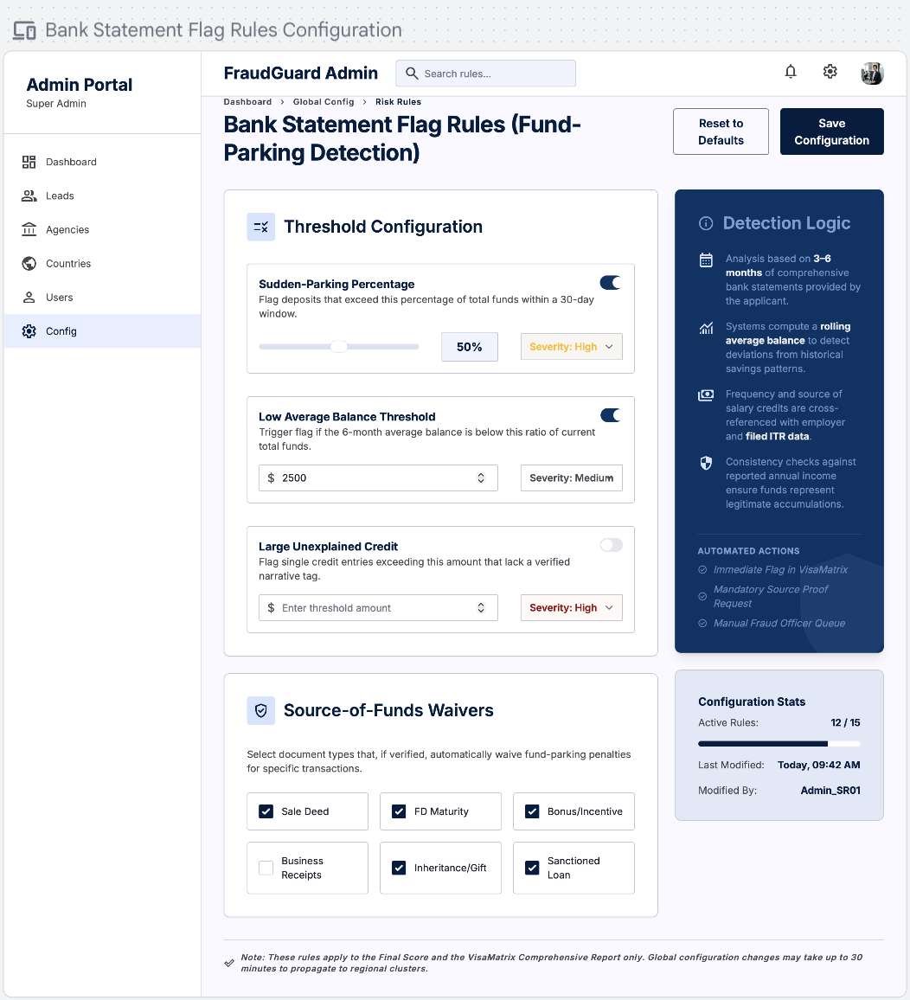 Bank Statement Flag Rules Configuration
Admin Portal
Super Admin
Dashboard
Leads
Agencies
Countries
Users
Config
FraudGuard Admin
Search rules...
Dashboard > Global Config > Risk Rules
Bank Statement Flag Rules (Fund-
Parking Detection)
Reset to
Defaults
Save
Configuration
Threshold Configuration
Sudden-Parking Percentage
Flag deposits that exceed this percentage of total funds within a 30-day
window.
50%
Severity: High
Low Average Balance Threshold
Trigger flag if the 6-month average balance is below this ratio of current
total funds.
$ 2500
Severity: Medium
Large Unexplained Credit
Flag single credit entries exceeding this amount that lack a verified
narrative tag.
$ Enter threshold amount
Severity: High
Source-of-Funds Waivers
Select document types that, if verified, automatically waive fund-parking penalties
for specific transactions.
Sale Deed
FD Maturity
Bonus/Incentive
Business
Receipts
Inheritance/Gift
Sanctioned
Loan
Detection Logic
Analysis based on 3–6
months of comprehensive
bank statements provided by
the applicant.
Systems compute a rolling
average balance to detect
deviations from historical
savings patterns.
Frequency and source of
salary credits are cross-
referenced with employer
and filed ITR data.
Consistency checks against
reported annual income
ensure funds represent
legitimate accumulations.
AUTOMATED ACTIONS
Immediate Flag in VisaMatrix
Mandatory Source Proof
Request
Manual Fraud Officer Queue
Configuration Stats
Active Rules: 12 / 15
Last Modified: Today, 09:42 AM
Modified By: Admin_SR01
Note: These rules apply to the Final Score and the VisaMatrix Comprehensive Report only. Global configuration changes may take up to 30
minutes to propagate to regional clusters.